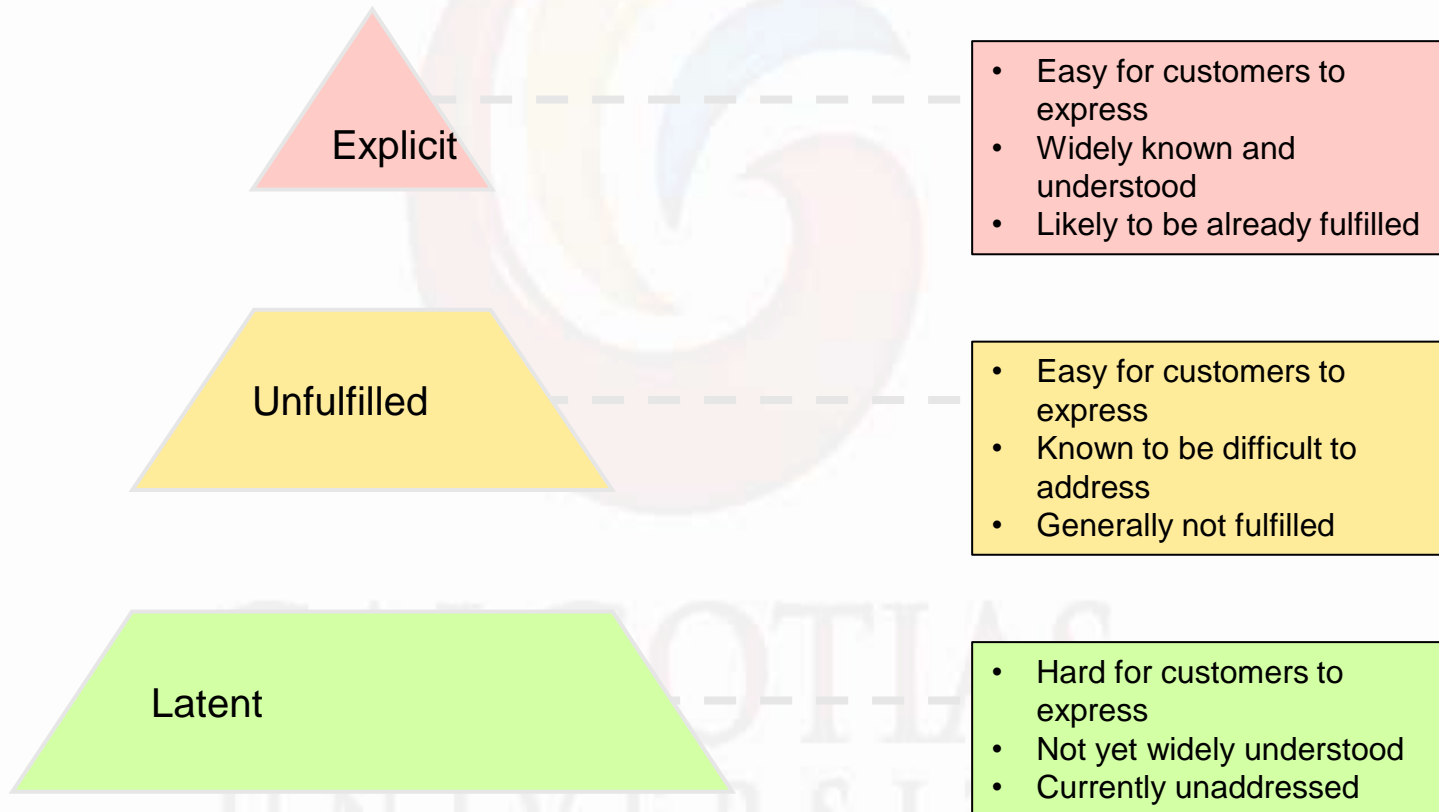 Explicit
• Easy for customers to
express
• Widely known and
understood
• Likely to be already fulfilled
Unfulfilled
• Easy for customers to
express
• Known to be difficult to
address
• Generally not fulfilled
Latent
• Hard for customers to
express
• Not yet widely understood
• Currently unaddressed